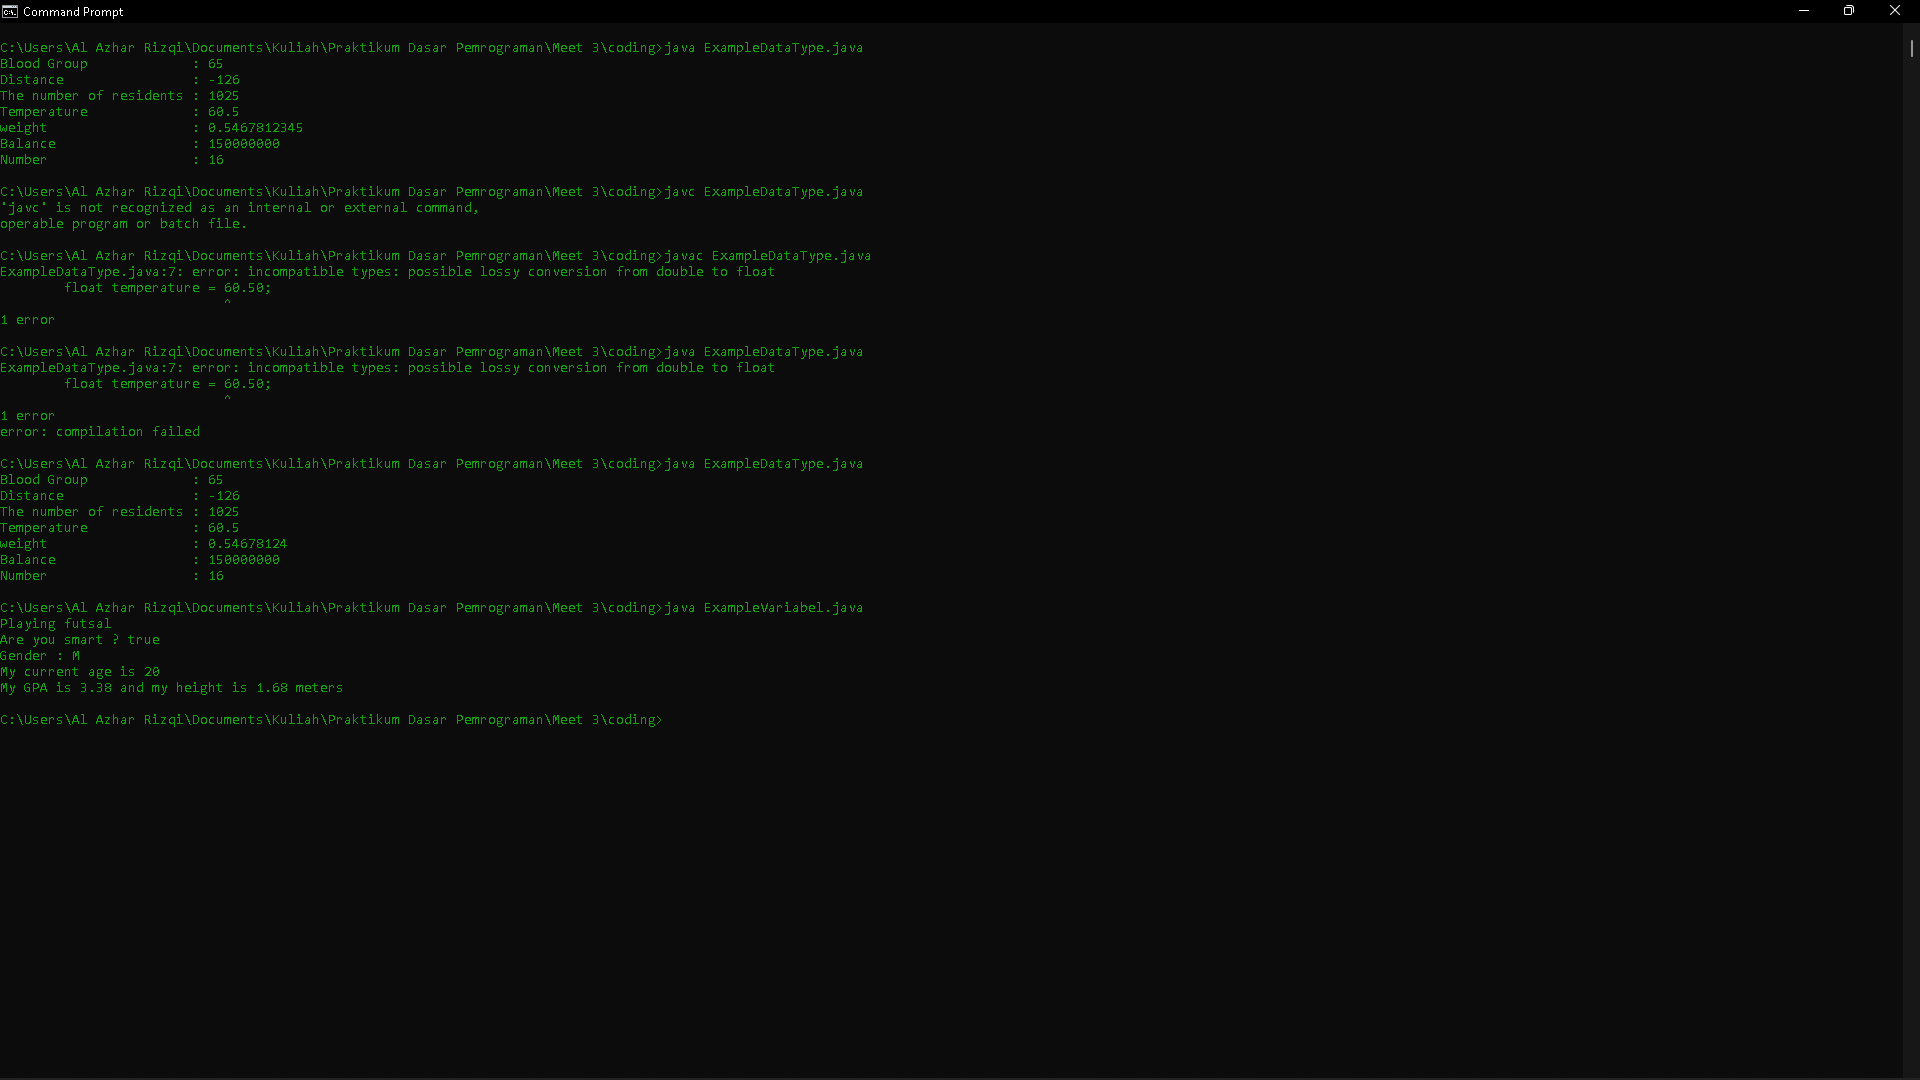 Command Prompt
C:\Users\Al Azhar Rizqi\Documents\Kuliah\Praktikum Dasar Pemrograman\Meet 3\coding>java ExampleDataType.java
Blood Group             : 65
Distance                : -126
The number of residents : 1025
Temperature             : 60.5
weight                  : 0.5467812345
Balance                 : 150000000
Number                  : 16
C:\Users\Al Azhar Rizqi\Documents\Kuliah\Praktikum Dasar Pemrograman\Meet 3\coding>javc ExampleDataType.java
'javc' is not recognized as an internal or external command,
operable program or batch file.
C:\Users\Al Azhar Rizqi\Documents\Kuliah\Praktikum Dasar Pemrograman\Meet 3\coding>javac ExampleDataType.java
ExampleDataType.java:7: error: incompatible types: possible lossy conversion from double to float
        float temperature = 60.50;
                            ^
1 error
C:\Users\Al Azhar Rizqi\Documents\Kuliah\Praktikum Dasar Pemrograman\Meet 3\coding>java ExampleDataType.java
ExampleDataType.java:7: error: incompatible types: possible lossy conversion from double to float
        float temperature = 60.50;
                            ^
1 error
error: compilation failed
C:\Users\Al Azhar Rizqi\Documents\Kuliah\Praktikum Dasar Pemrograman\Meet 3\coding>java ExampleDataType.java
Blood Group             : 65
Distance                : -126
The number of residents : 1025
Temperature             : 60.5
weight                  : 0.54678124
Balance                 : 150000000
Number                  : 16
C:\Users\Al Azhar Rizqi\Documents\Kuliah\Praktikum Dasar Pemrograman\Meet 3\coding>java ExampleVariabel.java
Playing futsal
Are you smart ? true
Gender : M
My current age is 20
My GPA is 3.38 and my height is 1.68 meters
C:\Users\Al Azhar Rizqi\Documents\Kuliah\Praktikum Dasar Pemrograman\Meet 3\coding>